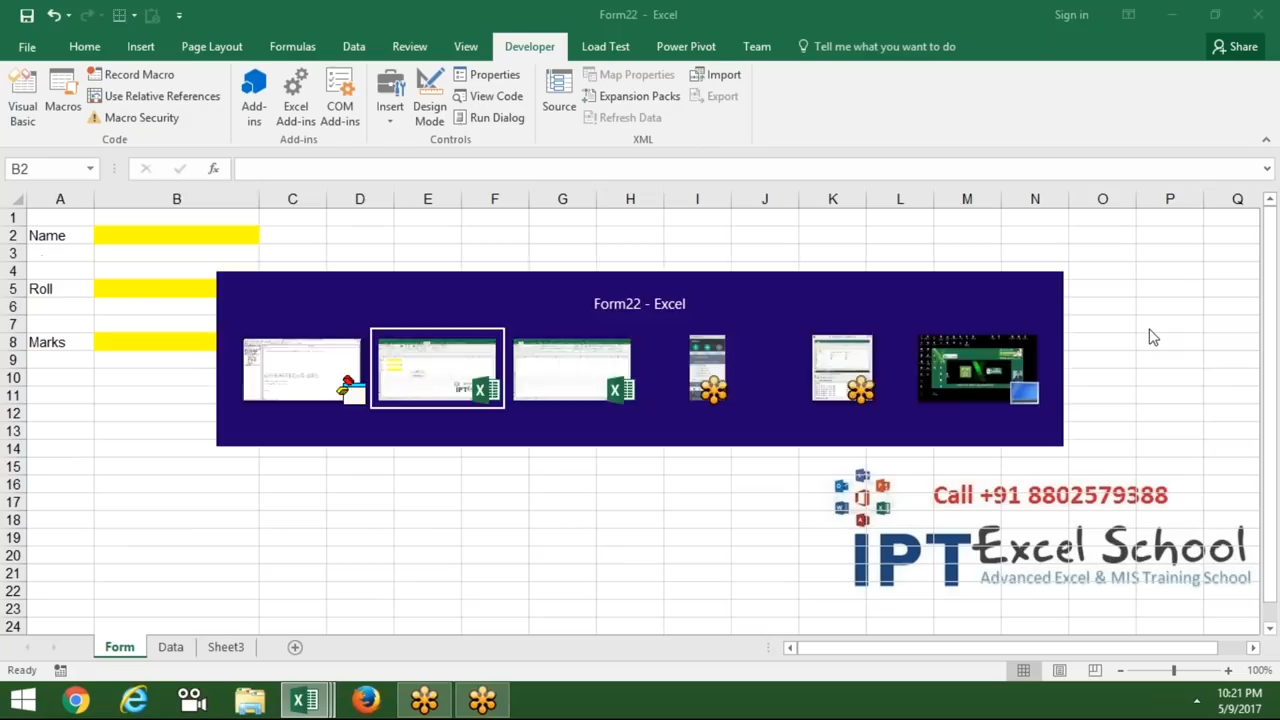 Form22 - Excel
Sign in
File Home Insert Page Layout Formulas Data Review View Developer Load Test Power Pivot Team Tell me what you want to do Share
Visual Basic
Macros
Record Macro
Use Relative References
Macro Security
Code
Add-ins
Excel Add-ins
COM Add-ins
Add-ins
Insert
Design Mode
Properties
View Code
Run Dialog
Controls
Source
Map Properties
Expansion Packs
Refresh Data
Import
Export
XML
B2
fx
A B C D E F G H I J K L M N O P Q
1
2 Name
3
4
5 Roll
6
7
8 Marks
9
10
11
12
13
14
15
16
17
18
19
20
21
22
23
24
Form22 - Excel
Call +91 8802579388
IPT Excel School
Advanced Excel & MIS Training School
Form Data Sheet3
Ready
100%
10:21 PM
5/9/2017